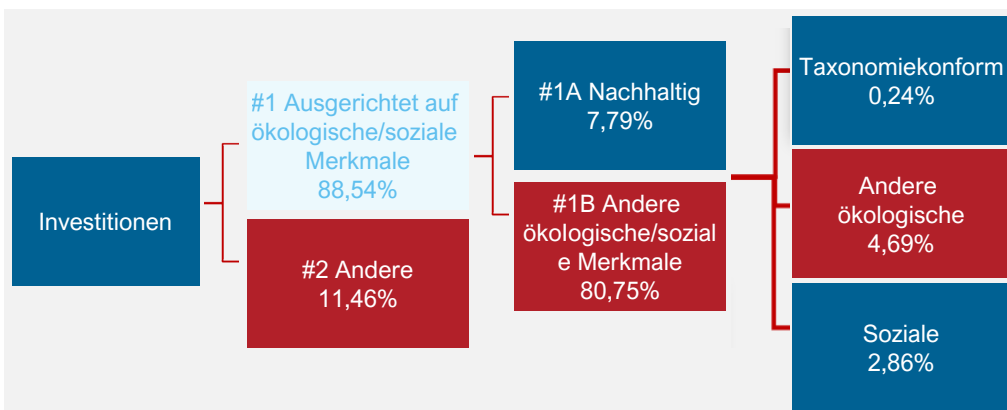 Investitionen
#1 Ausgerichtet auf
ökologische/soziale
Merkmale
88,54%
#2 Andere
11,46%
#1A Nachhaltig
7,79%
#1B Andere
ökologische/sozial
e Merkmale
80,75%
Taxonomiekonform
0,24%
Andere
ökologische
4,69%
Soziale
2,86%